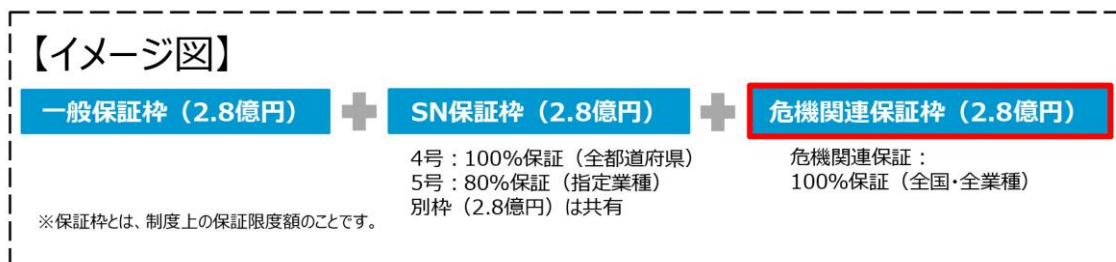 【イメージ図】
一般保証枠（2.8億円） SN保証枠（2.8億円） 危機関連保証枠（2.8億円）
4号：100%保証（全都道府県）
5号：80%保証（指定業種）
別枠（2.8億円）は共有
危機関連保証：
100%保証（全国・全業種）
※保証枠とは、制度上の保証限度額のことです。